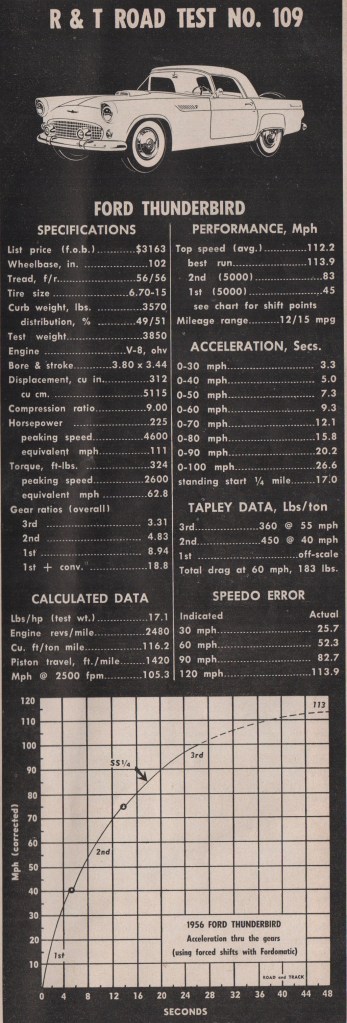 R & T ROAD TEST NO. 109
FORD THUNDERBIRD
SPECIFICATIONS
List price (f.o.b.)..........$3163
Wheelbase, in. ..............102
Tread, f/r..................56/56
Tire size ..................6.70-15
Curb weight, lbs. ..........3570
distribution, % ..........49/51
Test weight................3850
Engine ..................V-8, ohv
Bore & stroke........3.80 x 3.44
Displacement, cu in...........312
cu cm. ....................5115
Compression ratio...........9.00
Horsepower ................225
peaking speed............4600
equivalent mph............111
Torque, ft-lbs. ..............324
peaking speed............2600
equivalent mph............62.8
Gear ratios (overall)
3rd ......................3.31
2nd ......................4.83
1st ......................8.94
1st + conv. ..............18.8
CALCULATED DATA
Lbs/hp (test wt.)............17.1
Engine revs/mile............2480
Cu. ft/ton mile..............116.2
Piston travel, ft./mile......1420
Mph @ 2500 fpm............105.3
PERFORMANCE, Mph
Top speed (avg.)............112.2
best run..................113.9
2nd (5000)..................83
1st (5000)..................45
see chart for shift points
Mileage range..........12/15 mpg
ACCELERATION, Secs.
0-30 mph....................3.3
0-40 mph....................5.0
0-50 mph....................7.3
0-60 mph....................9.3
0-70 mph....................12.1
0-80 mph....................15.8
0-90 mph....................20.2
0-100 mph..................26.6
standing start ¼ mile......17.0
TAPLEY DATA, Lbs/ton
3rd..............360 @ 55 mph
2nd..............450 @ 40 mph
1st ....................off-scale
Total drag at 60 mph, 183 lbs.
SPEEDO ERROR
Indicated Actual
30 mph....................25.7
60 mph....................52.3
90 mph....................82.7
120 mph..................113.9
120
110
100
90
80
70
60
50
40
30
20
10
Mph (corrected)
113
3rd
SS ¼
2nd
1st
1956 FORD THUNDERBIRD
Acceleration thru the gears
(using forced shifts with Fordomatic)
ROAD and TRACK
0 4 8 12 16 20 24 28 32 36 40 44 48
SECONDS